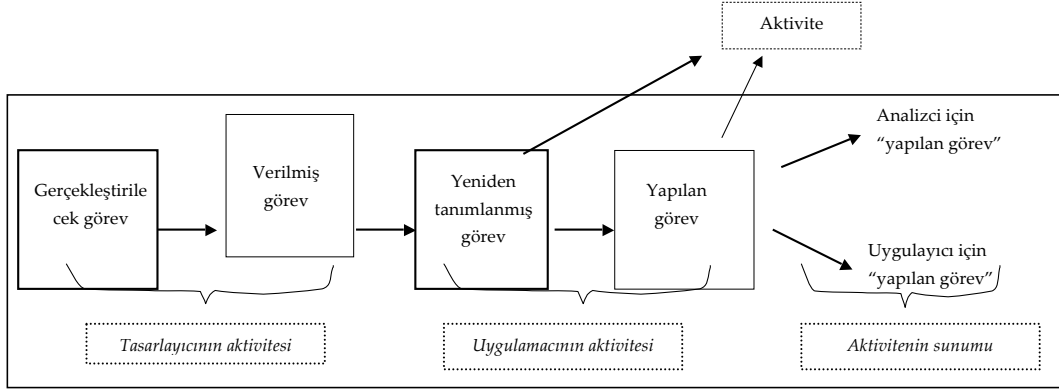 Aktivite
Gerçekleştirile
cek görev
Verilmiş
görev
Yeniden
tanımlanmış
görev
Yapılan
görev
Analizci için
“yapılan görev”
Uygulayıcı için
“yapılan görev”
Tasarlayıcının aktivitesi
Uygulamacının aktivitesi
Aktivitenin sunumu